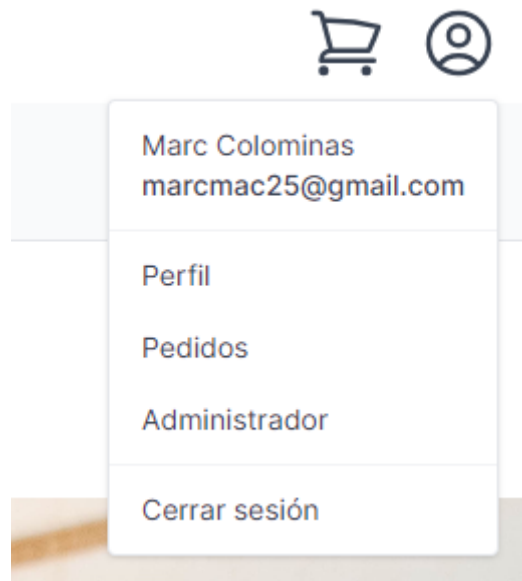 Marc Colominas
marcmac25@gmail.com
Perfil
Pedidos
Administrador
Cerrar sesión